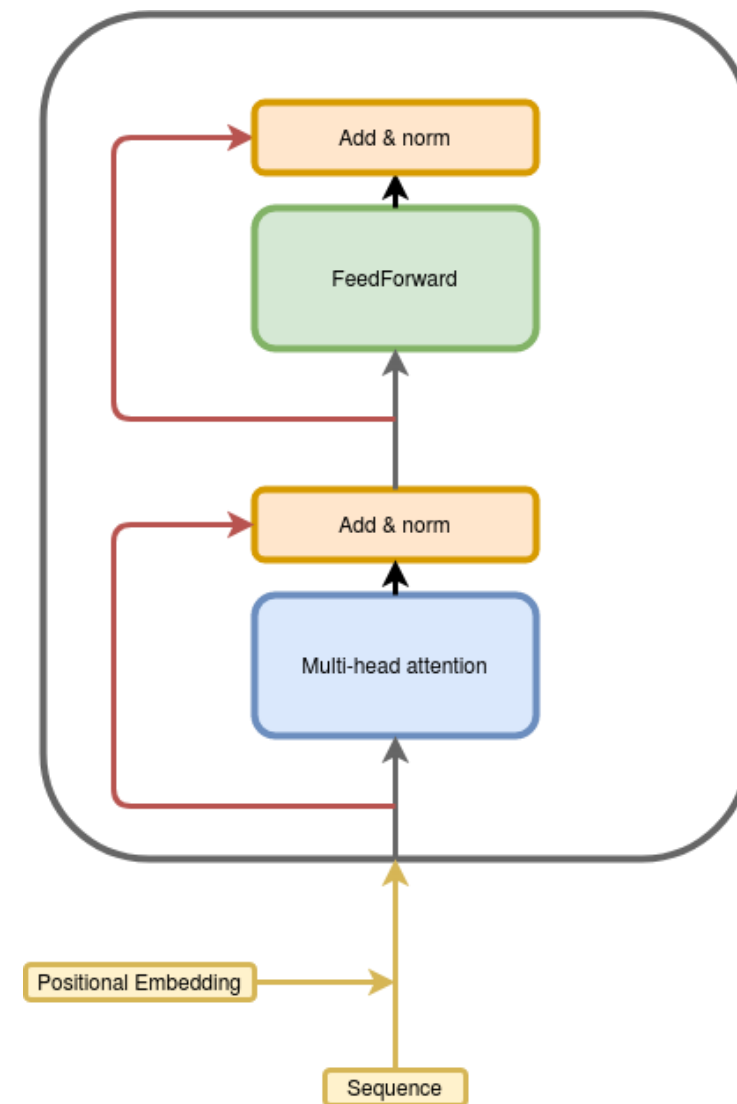 Add & norm
FeedForward
Add & norm
Multi-head attention
Positional Embedding
Sequence